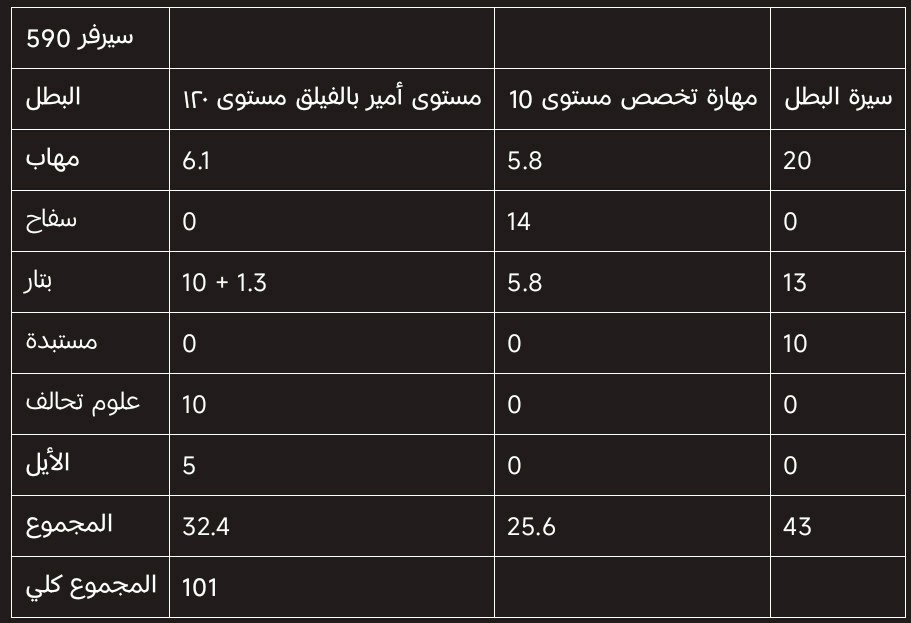 سيرفر 590
البطل	مستوى أمير بالفيلق مستوى ١٢٠	مهارة تخصص مستوى 10	سيرة البطل
مهاب	6.1	5.8	20
سفاح	0	14	0
بتار	10 + 1.3	5.8	13
مستبدة	0	0	10
علوم تحالف	10	0	0
الأيل	5	0	0
المجموع	32.4	25.6	43
المجموع كلي	101